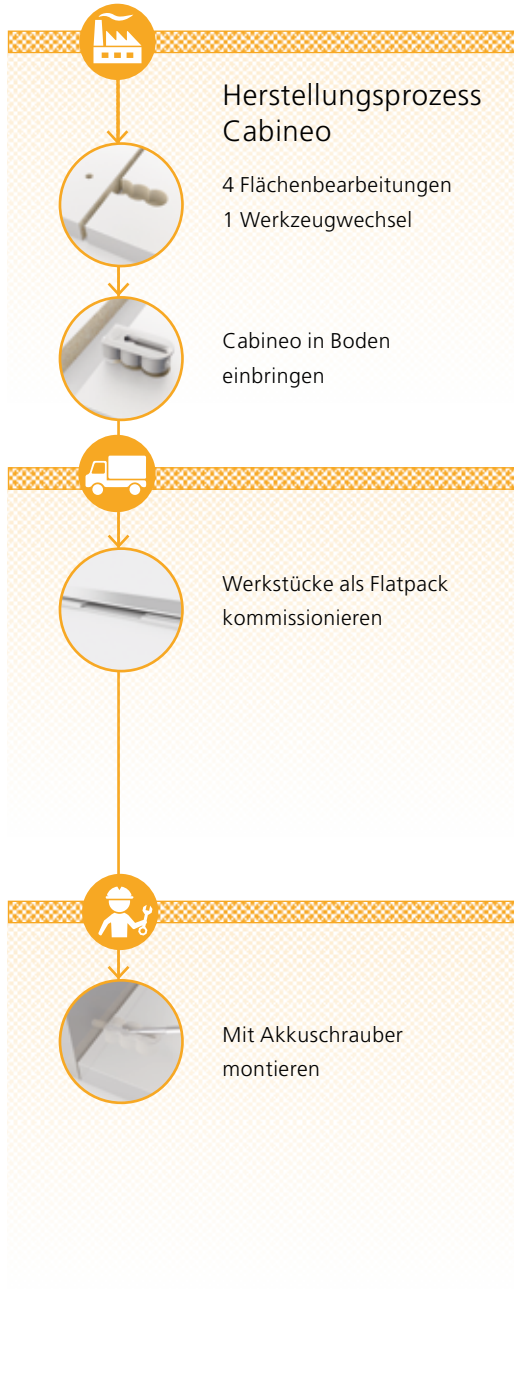 Herstellungsprozess
Cabineo
4 Flächenbearbeitungen
1 Werkzeugwechsel
Cabineo in Boden
einbringen
Werkstücke als Flatpack
kommissionieren
Mit Akkuschrauber
montieren